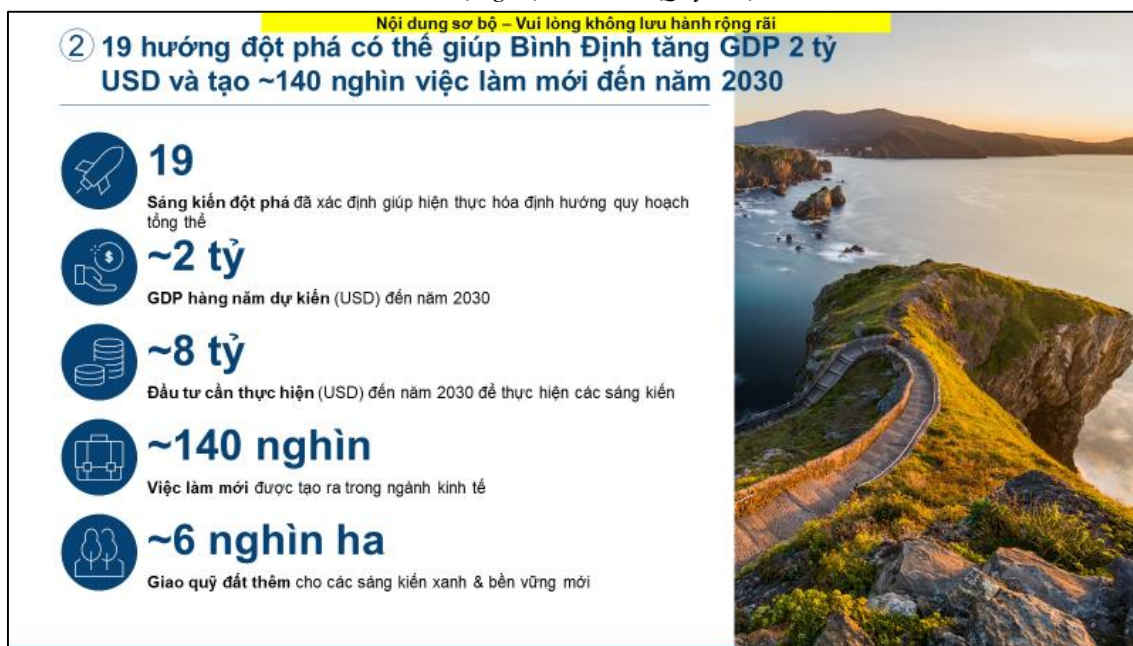 Nội dung sơ bộ – Vui lòng không lưu hành rộng rãi
2 19 hướng đột phá có thể giúp Bình Định tăng GDP 2 tỷ
USD và tạo ~140 nghìn việc làm mới đến năm 2030
19
Sáng kiến đột phá đã xác định giúp hiện thực hóa định hướng quy hoạch
tổng thể
~2 tỷ
GDP hàng năm dự kiến (USD) đến năm 2030
~8 tỷ
Đầu tư cần thực hiện (USD) đến năm 2030 để thực hiện các sáng kiến
~140 nghìn
Việc làm mới được tạo ra trong ngành kinh tế
~6 nghìn ha
Giao quỹ đất thêm cho các sáng kiến xanh & bền vững mới